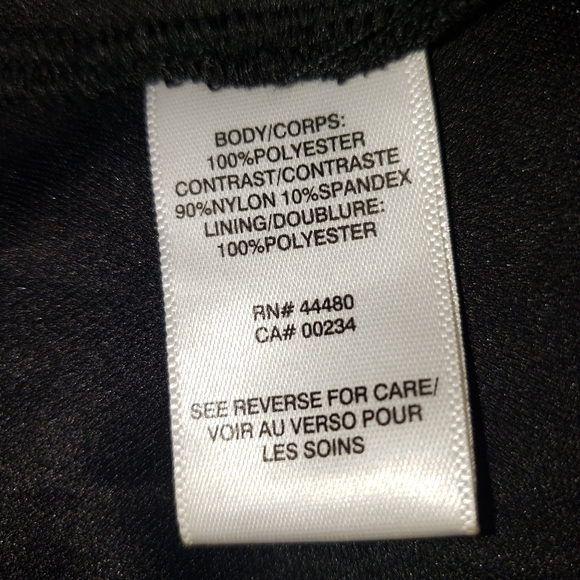 BODY/CORPS:
100%POLYESTER
CONTRAST/CONTRASTE
90%NYLON 10%SPANDEX
LINING/DOUBLURE:
100%POLYESTER
RN# 44480
CA# 00234
SEE REVERSE FOR CARE/
VOIR AU VERSO POUR
LES SOINS